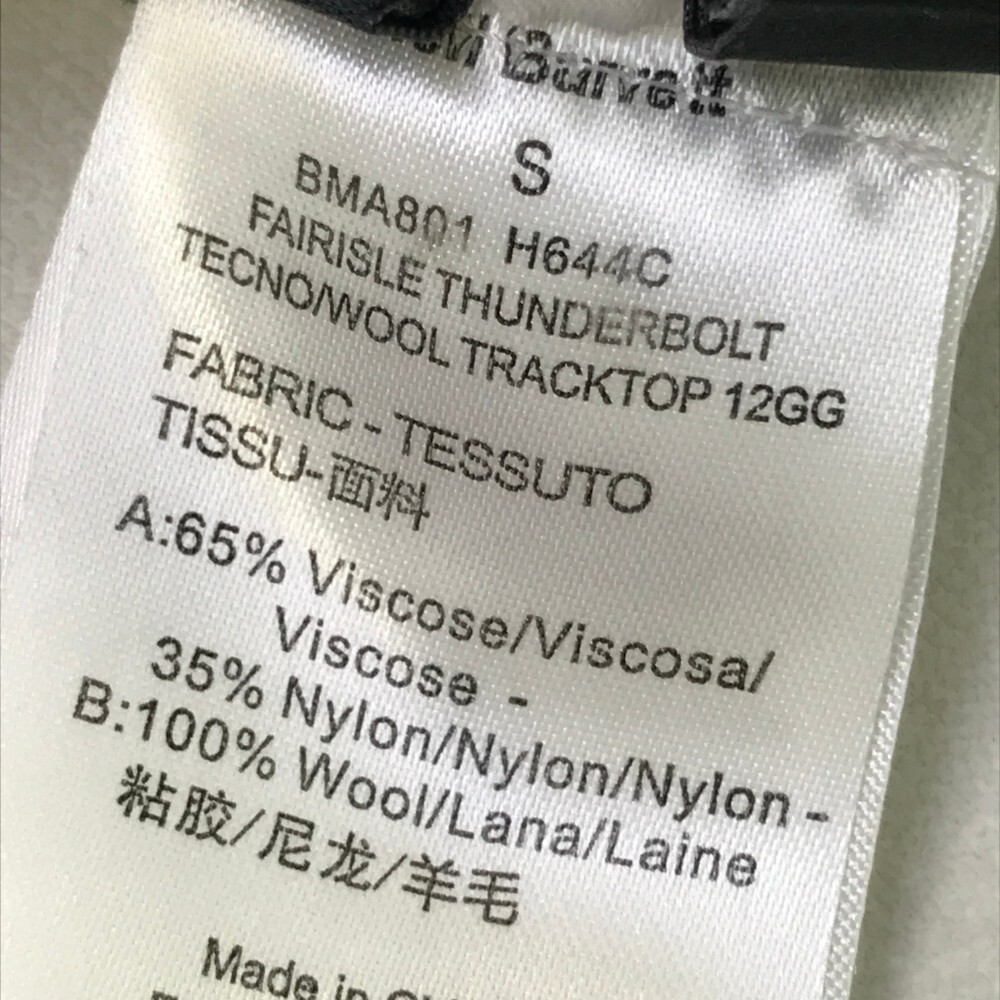 S
BMA801 H644C
FAIRISLE THUNDERBOLT
TECNO/WOOL TRACKTOP 12GG
FABRIC - TESSUTO
TISSU-面料
A:65% Viscose/Viscosa/
Viscose -
35% Nylon/Nylon/Nylon -
B:100% Wool/Lana/Laine
粘胶/尼龙/羊毛
Made in